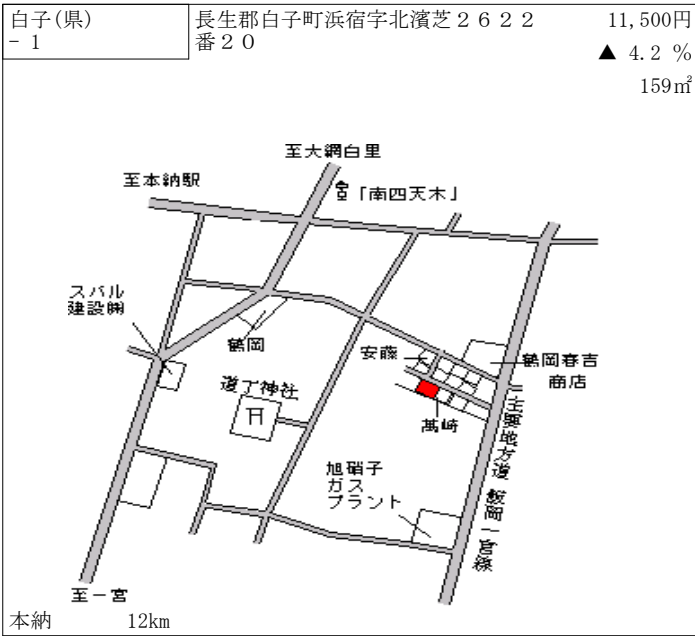 白子(県)
- 1
長生郡白子町浜宿字北濱芝２６２２
番２０
11,500円
▲ 4.2 %
159㎡
至大網白里
至本納駅
「南四天木」
スバル
建設㈱
鶴岡
安藤
鶴岡春吉
商店
道了神社
萬崎
主要地方道 飯岡一宮線
旭硝子
ガス
プラント
至一宮
本納 12km